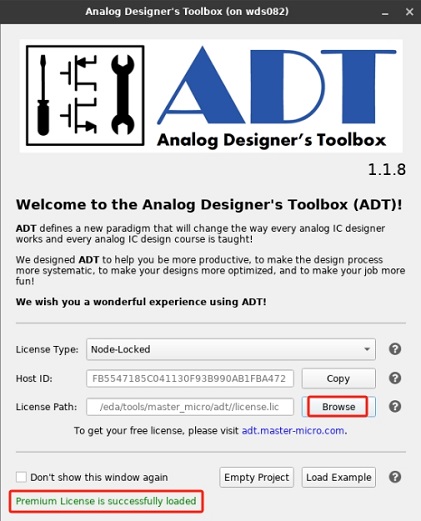 Analog Designer's Toolbox (on wds082)
ADT
Analog Designer's Toolbox
1.1.8
Welcome to the Analog Designer's Toolbox (ADT)!
ADT defines a new paradigm that will change the way every analog IC designer
works and every analog IC design course is taught!
We designed ADT to help you be more productive, to make the design process
more systematic, to make your designs more optimized, and to make your job more
fun!
We wish you a wonderful experience using ADT!
License Type: Node-Locked
Host ID: FB5547185C041130F93B990AB1FBA472 Copy
License Path: /eda/tools/master_micro/adt//license.lic Browse
To get your free license, please visit adt.master-micro.com.
Don't show this window again Empty Project Load Example
Premium License is successfully loaded